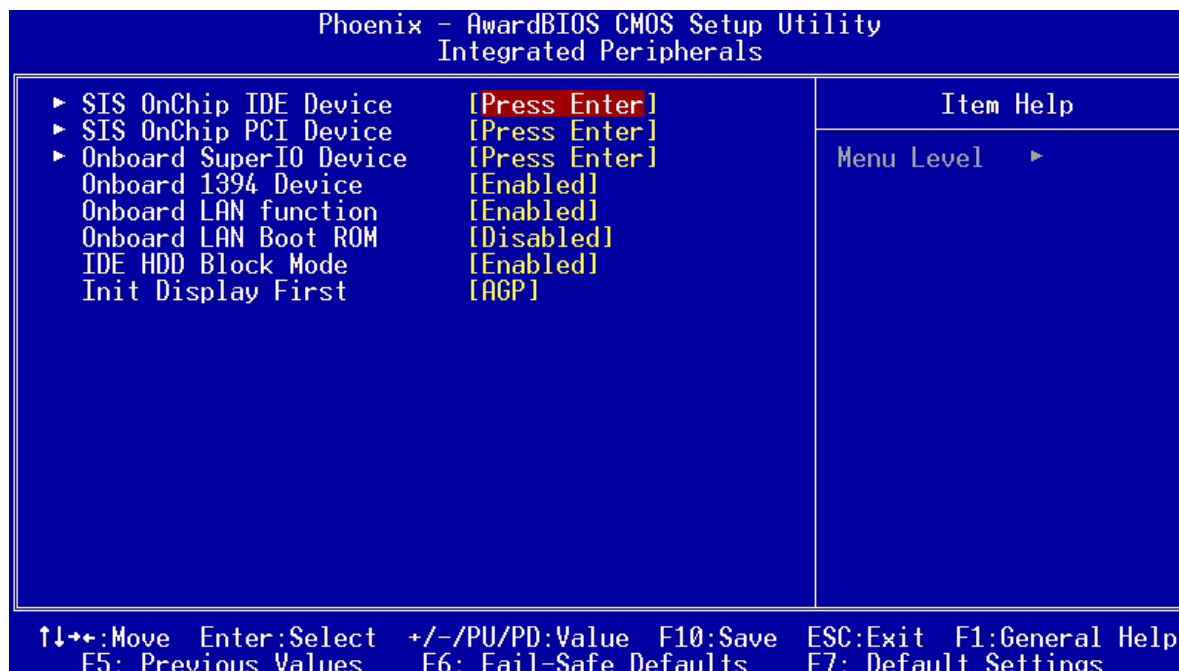 Phoenix - AwardBIOS CMOS Setup Utility
Integrated Peripherals
► SIS OnChip IDE Device [Press Enter]
► SIS OnChip PCI Device [Press Enter]
► Onboard SuperIO Device [Press Enter]
Onboard 1394 Device [Enabled]
Onboard LAN function [Enabled]
Onboard LAN Boot ROM [Disabled]
IDE HDD Block Mode [Enabled]
Init Display First [AGP]
Item Help
Menu Level ►
↑↓→←:Move Enter:Select +/-/PU/PD:Value F10:Save ESC:Exit F1:General Help
F5: Previous Values F6: Fail-Safe Defaults F7: Default Settings